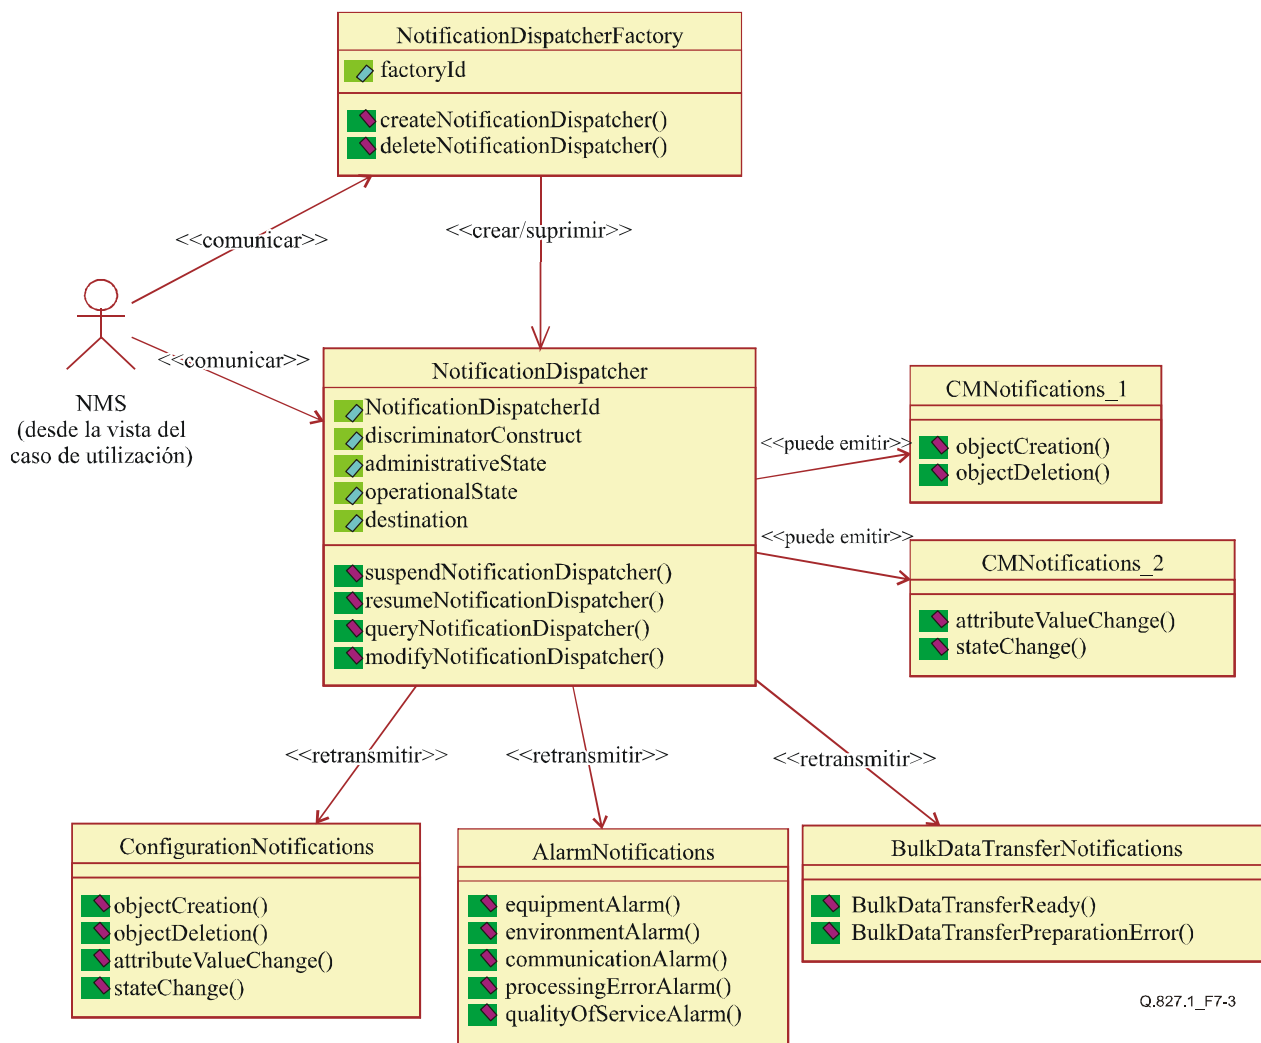 NotificationDispatcherFactory
factoryId
createNotificationDispatcher()
deleteNotificationDispatcher()
<<comunicar>>
<<crear/suprimir>>
<<comunicar>>
NMS
(desde la vista del
caso de utilización)
NotificationDispatcher
NotificationDispatcherId
discriminatorConstruct
administrativeState
operationalState
destination
suspendNotificationDispatcher()
resumeNotificationDispatcher()
queryNotificationDispatcher()
modifyNotificationDispatcher()
<<puede emitir>>
CMNotifications_1
objectCreation()
objectDeletion()
<<puede emitir>>
CMNotifications_2
attributeValueChange()
stateChange()
<<retransmitir>>
<<retransmitir>>
<<retransmitir>>
ConfigurationNotifications
objectCreation()
objectDeletion()
attributeValueChange()
stateChange()
AlarmNotifications
equipmentAlarm()
environmentAlarm()
communicationAlarm()
processingErrorAlarm()
qualityOfServiceAlarm()
BulkDataTransferNotifications
BulkDataTransferReady()
BulkDataTransferPreparationError()
Q.827.1_F7-3